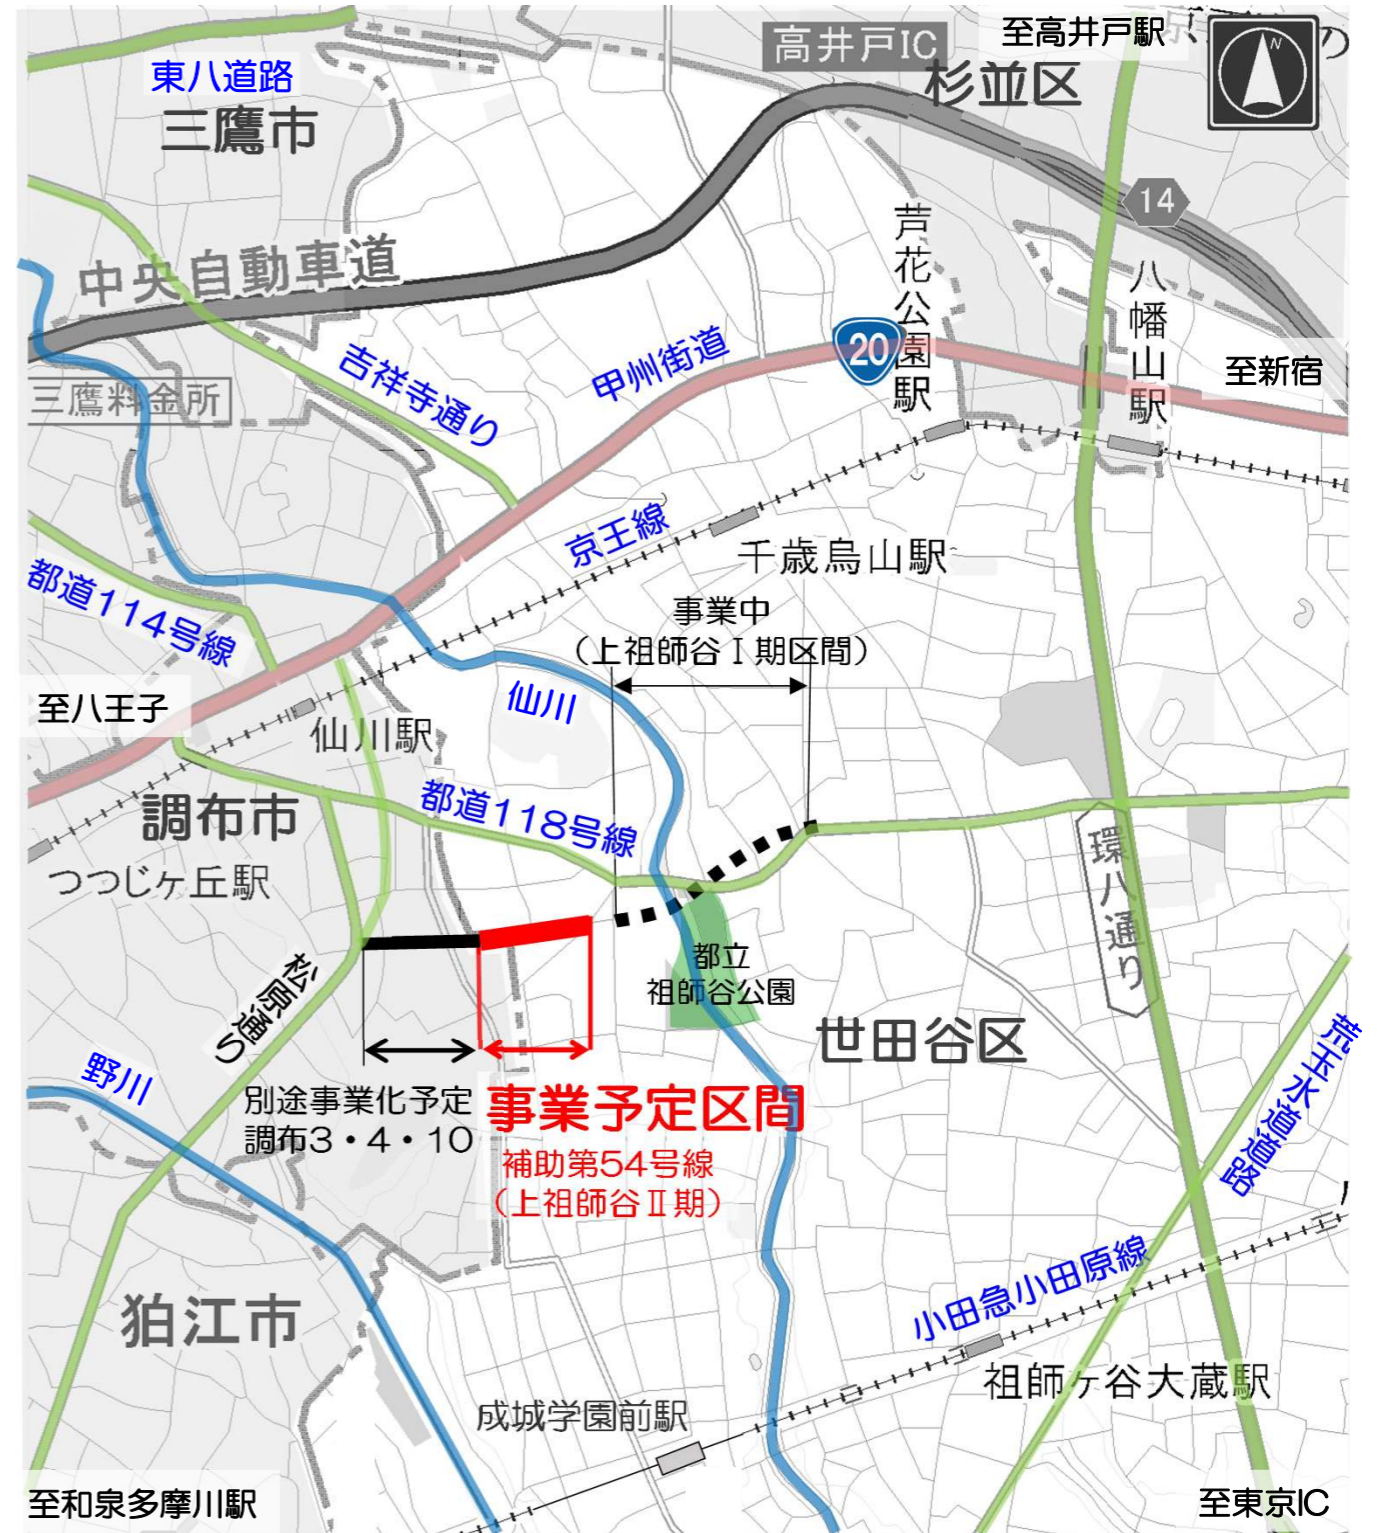 至高井戸駅
高井戸IC
N
東八道路
杉並区
三鷹市
14
芦花公園駅
中央自動車道
八幡山駅
吉祥寺通り
甲州街道
20
至新宿
三鷹料金所
京王線
千歳烏山駅
都道114号線
事業中
（上祖師谷Ⅰ期区間）
至八王子
仙川
仙川駅
都道118号線
調布市
つつじヶ丘駅
環八通り
都立
祖師谷公園
松原通り
世田谷区
荒玉水道道路
野川
別途事業化予定
調布3・4・10
事業予定区間
補助第54号線
（上祖師谷Ⅱ期）
小田急小田原線
狛江市
祖師ヶ谷大蔵駅
成城学園前駅
至和泉多摩川駅
至東京IC